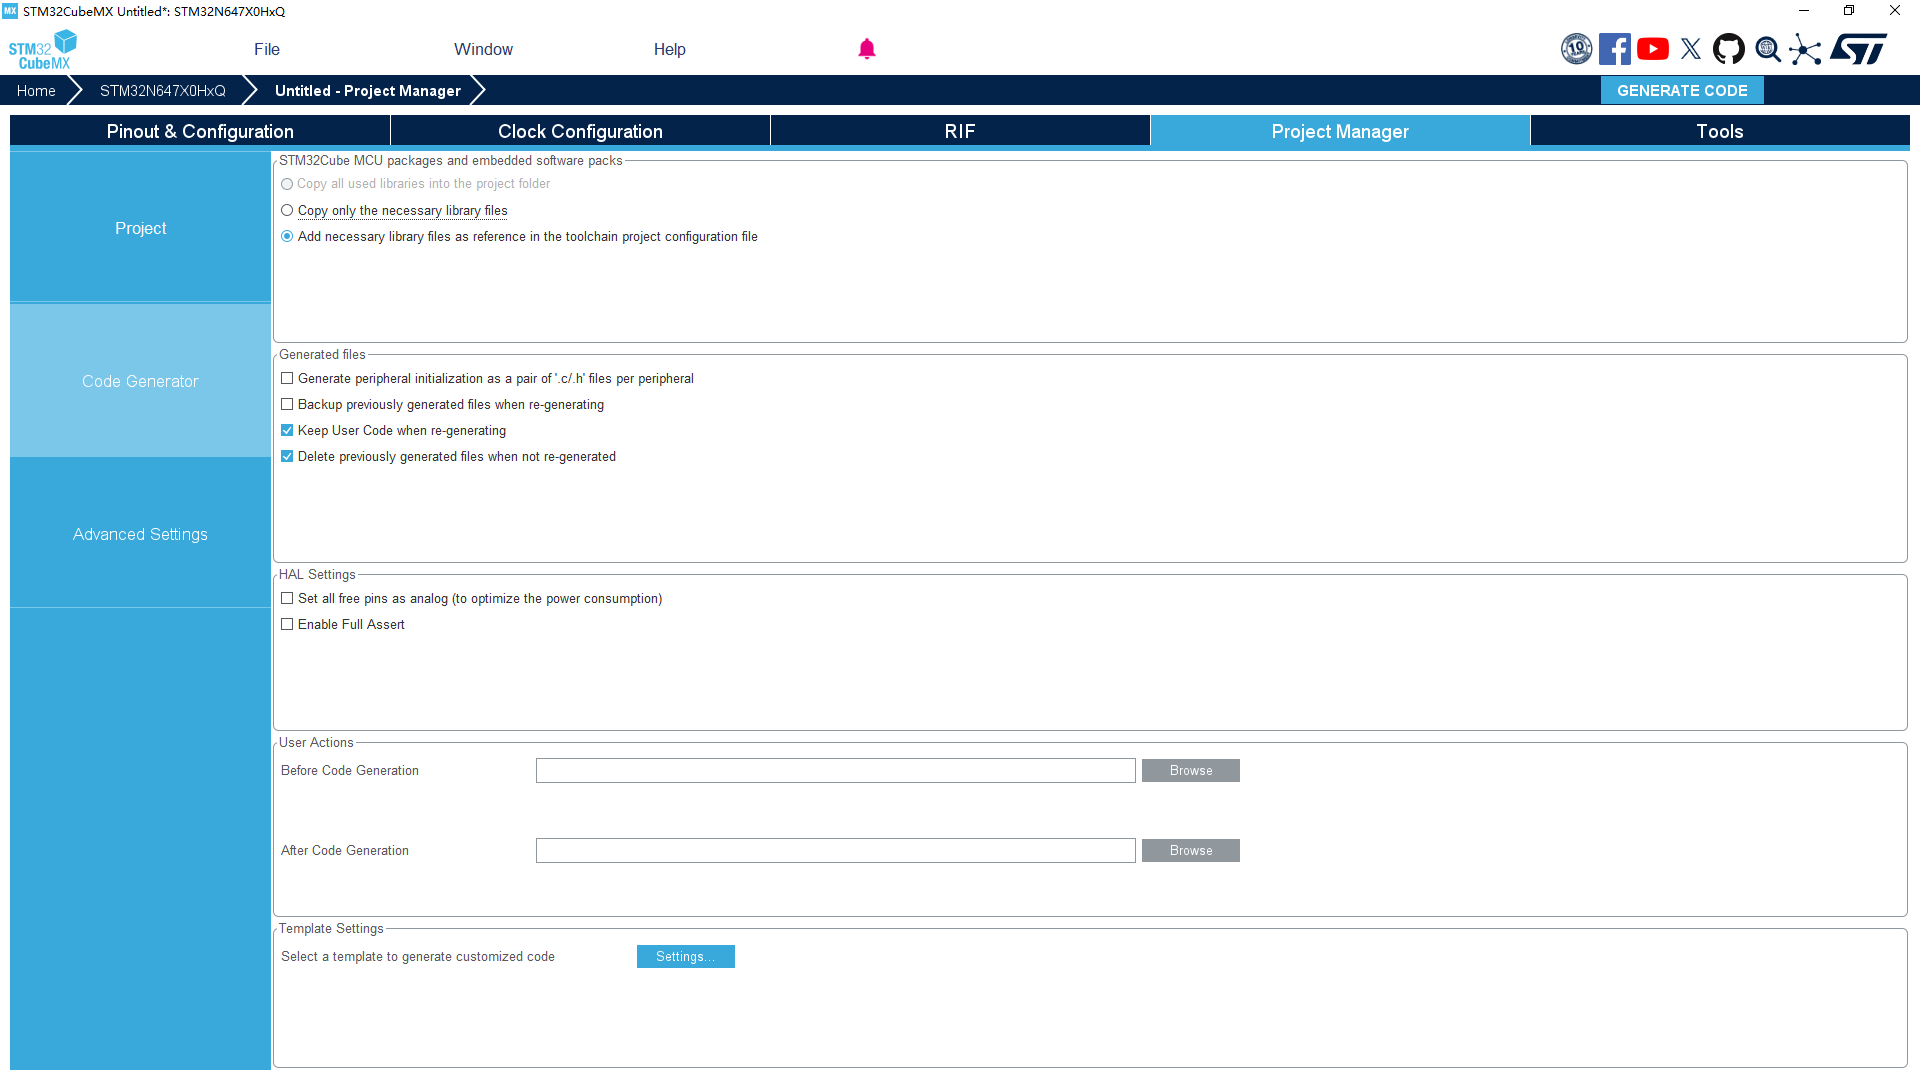 MX STM32CubeMX Untitled*: STM32N647X0HxQ
STM32
CubeMX
File
Window
Help
10
Home
STM32N647X0HxQ
Untitled - Project Manager
GENERATE CODE
Pinout & Configuration
Clock Configuration
RIF
Project Manager
Tools
Project
Code Generator
Advanced Settings
STM32Cube MCU packages and embedded software packs
Copy all used libraries into the project folder
Copy only the necessary library files
Add necessary library files as reference in the toolchain project configuration file
Generated files
Generate peripheral initialization as a pair of '.c/.h' files per peripheral
Backup previously generated files when re-generating
Keep User Code when re-generating
Delete previously generated files when not re-generated
HAL Settings
Set all free pins as analog (to optimize the power consumption)
Enable Full Assert
User Actions
Before Code Generation
Browse
After Code Generation
Browse
Template Settings
Select a template to generate customized code
Settings...